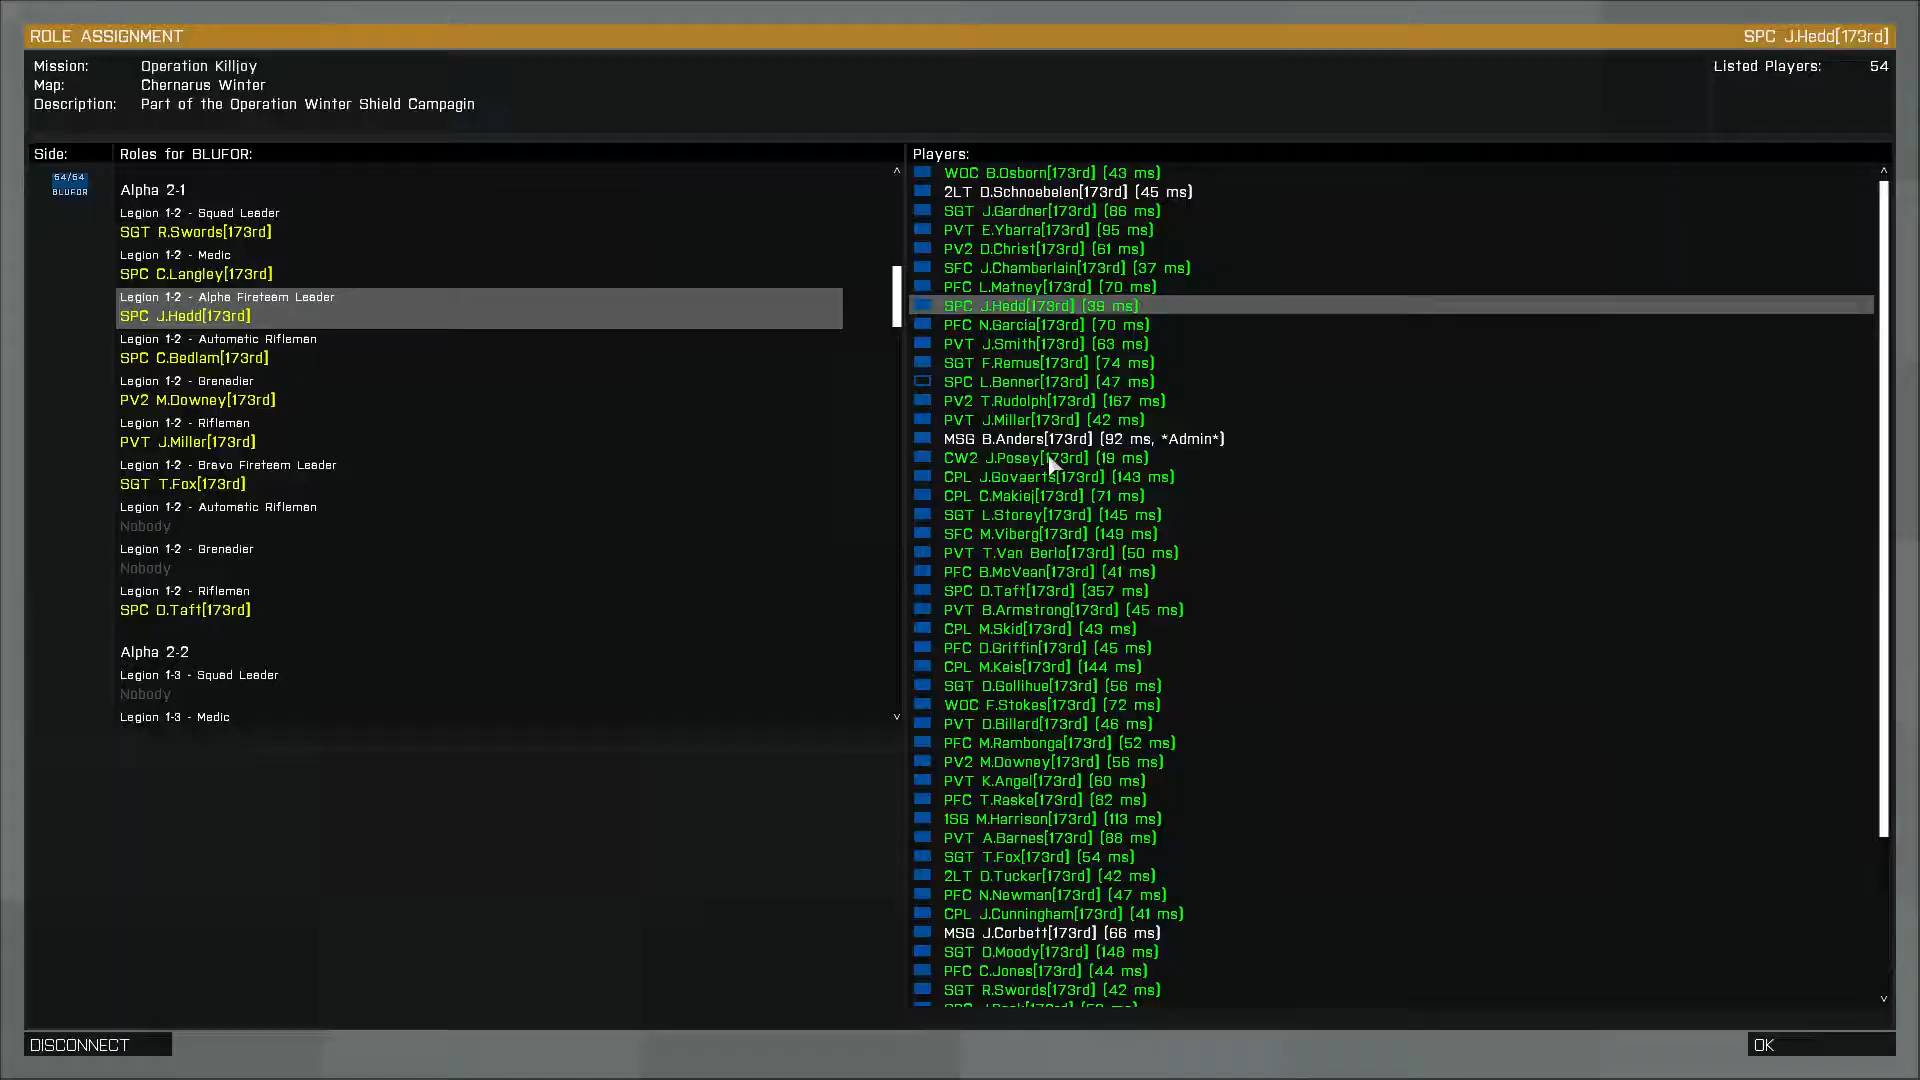 ROLE ASSIGNMENT
SPC J.Hedd[173rd]
Mission: Operation Killjoy
Listed Players: 54
Map: Chernarus Winter
Description: Part of the Operation Winter Shield Campagin
Side:
54/54
BLUFOR
Roles for BLUFOR:
Alpha 2-1
Legion 1-2 - Squad Leader
SGT R.Swords[173rd]
Legion 1-2 - Medic
SPC C.Langley[173rd]
Legion 1-2 - Alpha Fireteam Leader
SPC J.Hedd[173rd]
Legion 1-2 - Automatic Rifleman
SPC C.Bedlam[173rd]
Legion 1-2 - Grenadier
PV2 M.Downey[173rd]
Legion 1-2 - Rifleman
PVT J.Miller[173rd]
Legion 1-2 - Bravo Fireteam Leader
SGT T.Fox[173rd]
Legion 1-2 - Automatic Rifleman
Nobody
Legion 1-2 - Grenadier
Nobody
Legion 1-2 - Rifleman
SPC D.Taft[173rd]
Alpha 2-2
Legion 1-3 - Squad Leader
Nobody
Legion 1-3 - Medic
Players:
WOC B.Osborn[173rd] (43 ms)
2LT D.Schnoebelen[173rd] (45 ms)
SGT J.Gardner[173rd] (86 ms)
PVT E.Ybarra[173rd] (95 ms)
PV2 D.Christ[173rd] (61 ms)
SFC J.Chamberlain[173rd] (37 ms)
PFC L.Matney[173rd] (70 ms)
SPC J.Hedd[173rd] (39 ms)
PFC N.Garcia[173rd] (70 ms)
PVT J.Smith[173rd] (63 ms)
SGT F.Remus[173rd] (74 ms)
SPC L.Benner[173rd] (47 ms)
PV2 T.Rudolph[173rd] (167 ms)
PVT J.Miller[173rd] (42 ms)
MSG B.Anders[173rd] (92 ms, *Admin*)
CW2 J.Posey[173rd] (19 ms)
CPL J.Govaerts[173rd] (143 ms)
CPL C.Makiej[173rd] (71 ms)
SGT L.Storey[173rd] (145 ms)
SFC M.Viberg[173rd] (149 ms)
PVT T.Van Berlo[173rd] (50 ms)
PFC B.McVean[173rd] (41 ms)
SPC D.Taft[173rd] (357 ms)
PVT B.Armstrong[173rd] (45 ms)
CPL M.Skid[173rd] (43 ms)
PFC D.Griffin[173rd] (45 ms)
CPL M.Keis[173rd] (144 ms)
SGT D.Gollihue[173rd] (56 ms)
WOC F.Stokes[173rd] (72 ms)
PVT D.Billard[173rd] (46 ms)
PFC M.Rambonga[173rd] (52 ms)
PV2 M.Downey[173rd] (56 ms)
PVT K.Angel[173rd] (60 ms)
PFC T.Raske[173rd] (82 ms)
1SG M.Harrison[173rd] (113 ms)
PVT A.Barnes[173rd] (88 ms)
SGT T.Fox[173rd] (54 ms)
2LT D.Tucker[173rd] (42 ms)
PFC N.Newman[173rd] (47 ms)
CPL J.Cunningham[173rd] (41 ms)
MSG J.Corbett[173rd] (66 ms)
SGT D.Moody[173rd] (148 ms)
PFC C.Jones[173rd] (44 ms)
SGT R.Swords[173rd] (42 ms)
DISCONNECT
OK